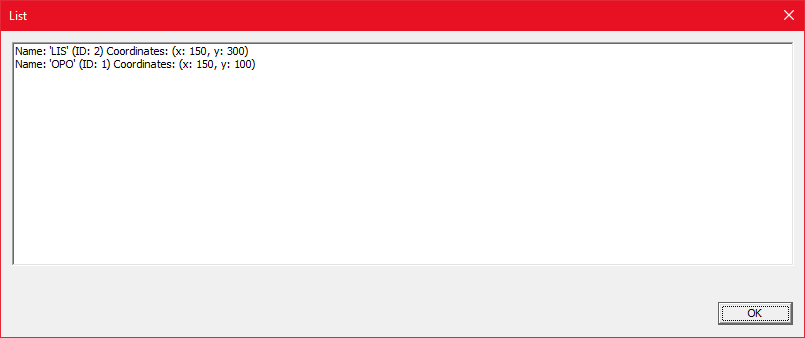 List
Name: 'LIS' (ID: 2) Coordinates: (x: 150, y: 300)
Name: 'OPO' (ID: 1) Coordinates: (x: 150, y: 100)
OK